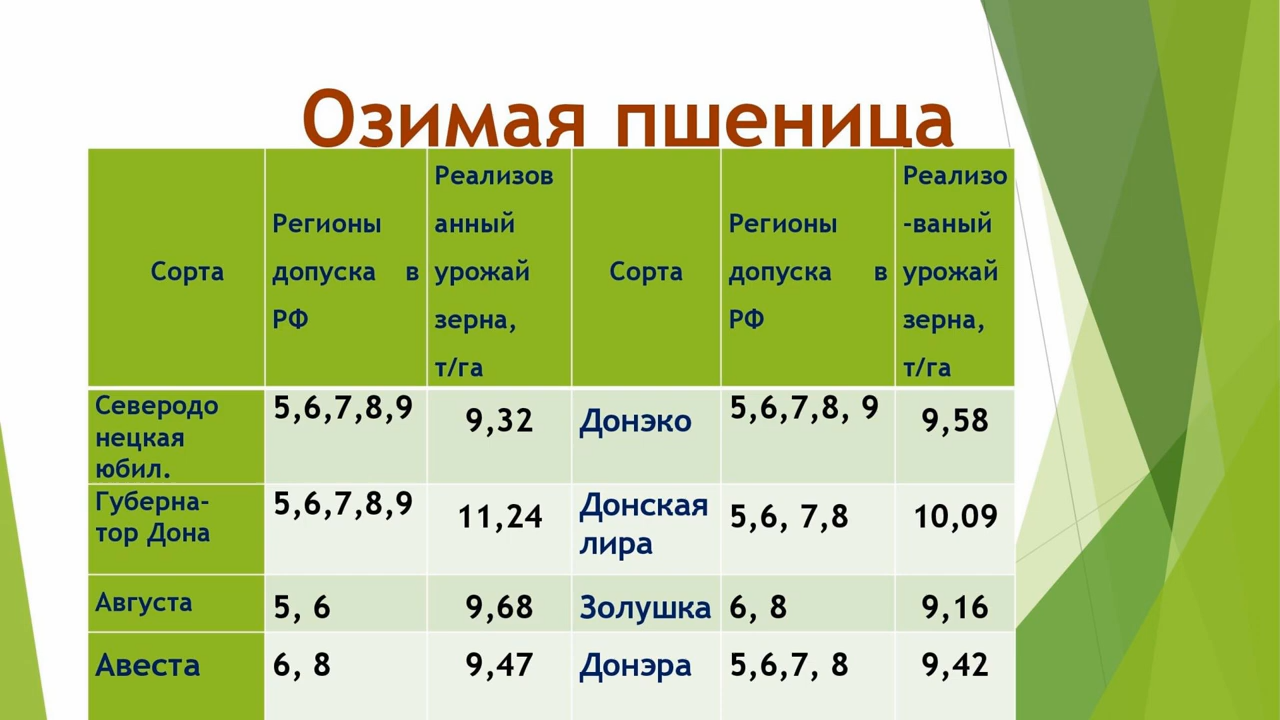 Озимая пшеница
Сорта
Регионы
допуска в
РФ
Реализов
анный
урожай
зерна,
т/га
Сорта
Регионы
допуска в
РФ
Реализо
-ваный
урожай
зерна,
т/га
Северодо
нецкая
юбил.
5,6,7,8,9
9,32
Донэко
5,6,7,8, 9
9,58
Губерна-
тор Дона
5,6,7,8,9
11,24
Донская
лира
5,6, 7,8
10,09
Августа
5, 6
9,68
Золушка
6, 8
9,16
Авеста
6, 8
9,47
Донэра
5,6,7, 8
9,42